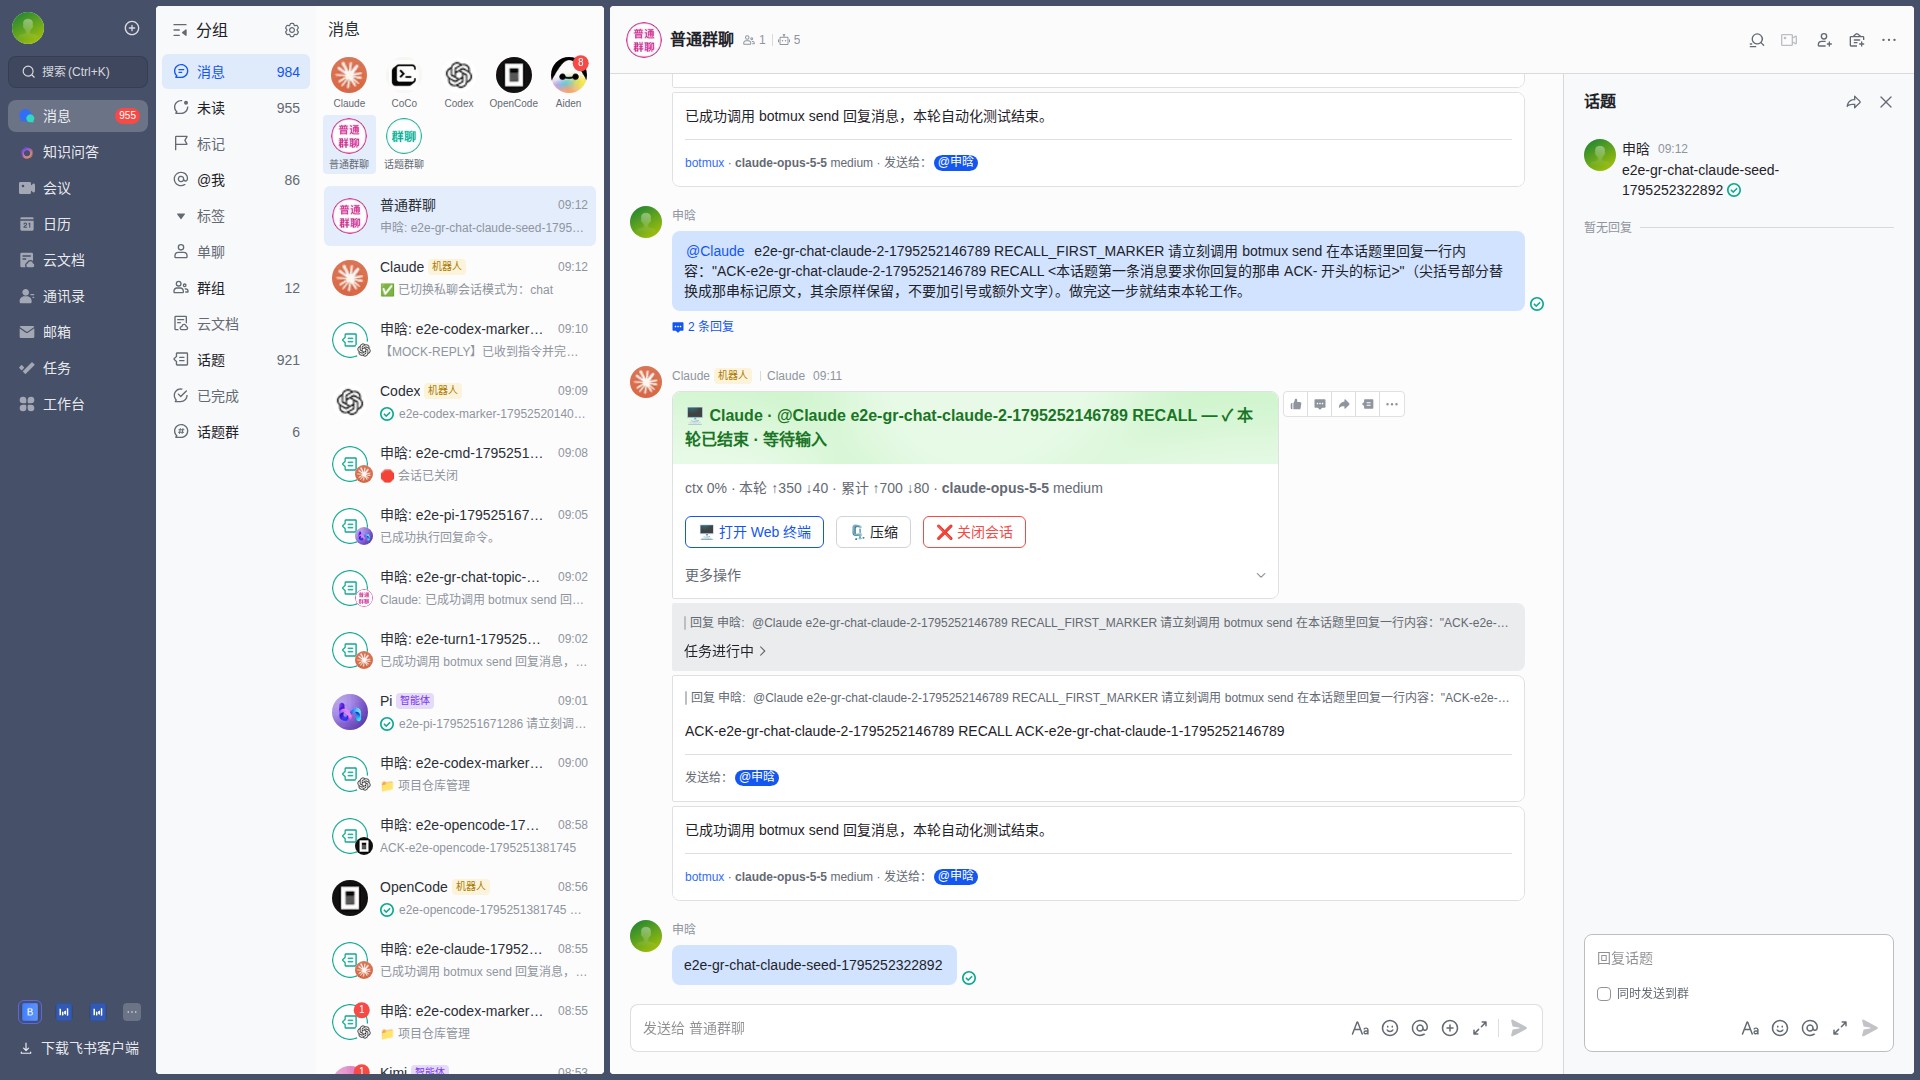 搜索 (Ctrl+K)
消息 955
知识问答
会议
日历
云文档
通讯录
邮箱
任务
工作台
下载飞书客户端
分组
消息 984
未读 955
标记
@我 86
标签
单聊
群组 12
云文档
话题 921
已完成
话题群 6
消息
Claude
CoCo
Codex
OpenCode
8
Aiden
普通群聊
普通群聊
群聊
话题群聊
普通群聊
普通群聊 09:12
申晗: e2e-gr-chat-claude-seed-1795...
Claude 机器人 09:12
已切换私聊会话模式为：chat
申晗: e2e-codex-marker... 09:10
【MOCK-REPLY】已收到指令并完...
Codex 机器人 09:09
e2e-codex-marker-17952520140...
申晗: e2e-cmd-1795251... 09:08
会话已关闭
申晗: e2e-pi-179525167... 09:05
已成功执行回复命令。
申晗: e2e-gr-chat-topic-... 09:02
Claude: 已成功调用 botmux send 回...
申晗: e2e-turn1-179525... 09:02
已成功调用 botmux send 回复消息，...
Pi 智能体 09:01
e2e-pi-1795251671286 请立刻调...
申晗: e2e-codex-marker... 09:00
项目仓库管理
申晗: e2e-opencode-17... 08:58
ACK-e2e-opencode-1795251381745
OpenCode 机器人 08:56
e2e-opencode-1795251381745 ...
申晗: e2e-claude-17952... 08:55
已成功调用 botmux send 回复消息，...
1
申晗: e2e-codex-marker... 08:55
项目仓库管理
1
Kimi 智能体 08:53
普通群聊
普通群聊 1 5
已成功调用 botmux send 回复消息，本轮自动化测试结束。
botmux · claude-opus-5-5 medium · 发送给： @申晗
申晗
@Claude e2e-gr-chat-claude-2-1795252146789 RECALL_FIRST_MARKER 请立刻调用 botmux send 在本话题里回复一行内
容："ACK-e2e-gr-chat-claude-2-1795252146789 RECALL <本话题第一条消息要求你回复的那串 ACK- 开头的标记>"（尖括号部分替
换成那串标记原文，其余原样保留，不要加引号或额外文字）。做完这一步就结束本轮工作。
2 条回复
Claude 机器人 Claude 09:11
Claude · @Claude e2e-gr-chat-claude-2-1795252146789 RECALL — ✓ 本
轮已结束 · 等待输入
ctx 0% · 本轮 ↑350 ↓40 · 累计 ↑700 ↓80 · claude-opus-5-5 medium
打开 Web 终端 压缩 关闭会话
更多操作
回复 申晗： @Claude e2e-gr-chat-claude-2-1795252146789 RECALL_FIRST_MARKER 请立刻调用 botmux send 在本话题里回复一行内容："ACK-e2e-...
任务进行中
回复 申晗： @Claude e2e-gr-chat-claude-2-1795252146789 RECALL_FIRST_MARKER 请立刻调用 botmux send 在本话题里回复一行内容："ACK-e2e-...
ACK-e2e-gr-chat-claude-2-1795252146789 RECALL ACK-e2e-gr-chat-claude-1-1795252146789
发送给： @申晗
已成功调用 botmux send 回复消息，本轮自动化测试结束。
botmux · claude-opus-5-5 medium · 发送给： @申晗
申晗
e2e-gr-chat-claude-seed-1795252322892
发送给 普通群聊
话题
申晗 09:12
e2e-gr-chat-claude-seed-
1795252322892
暂无回复
回复话题
同时发送到群